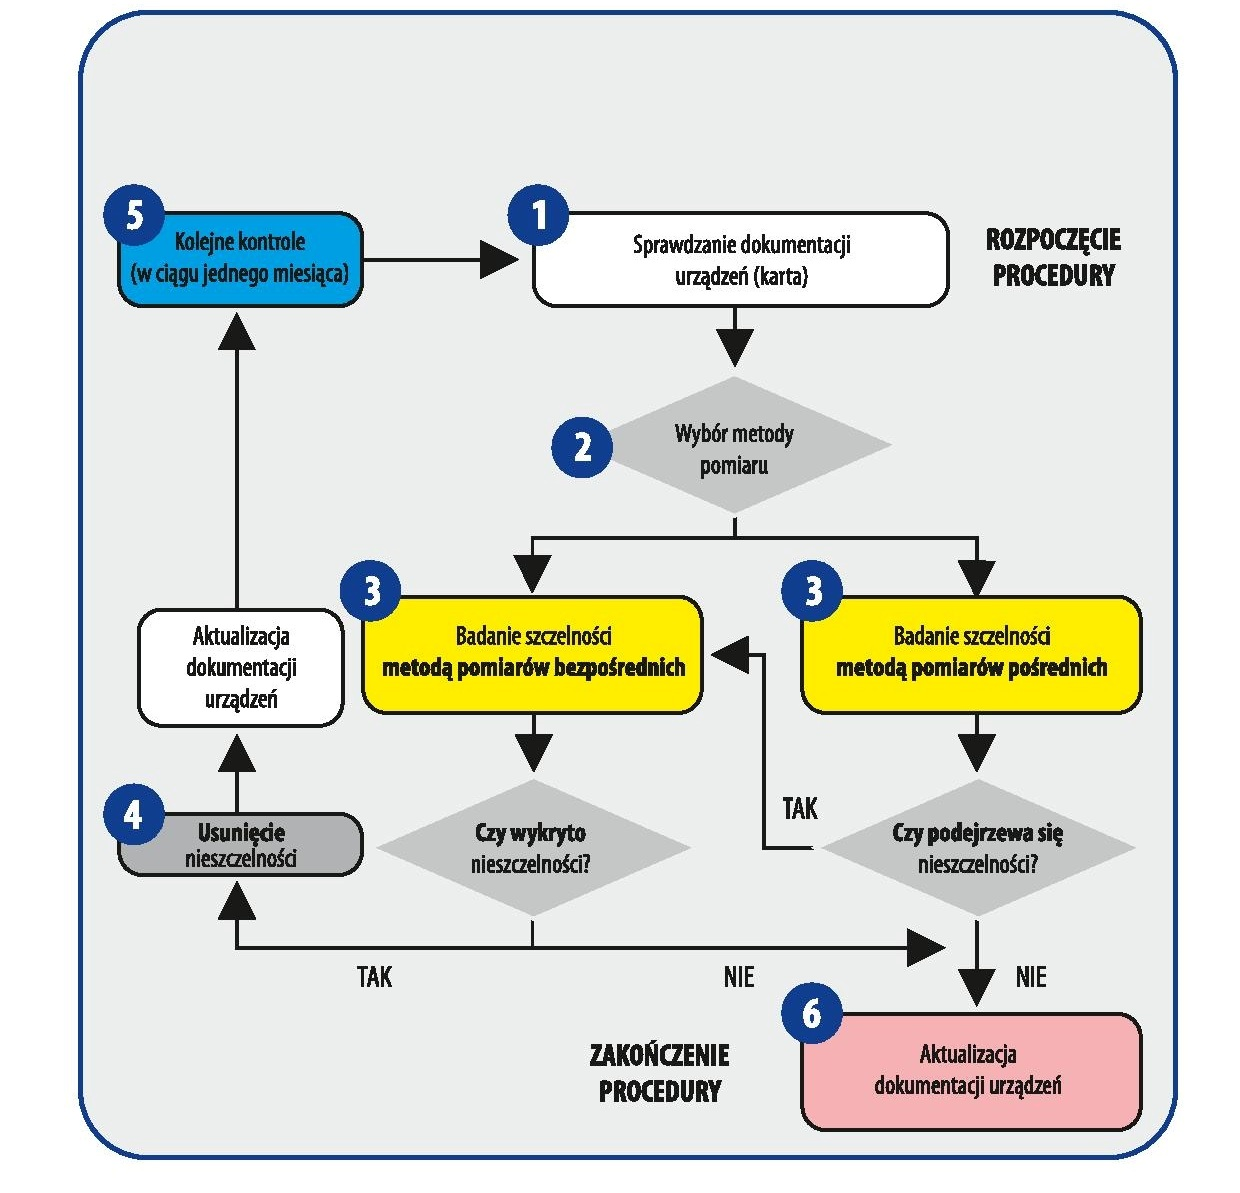 5
Kolejne kontrole
(w ciągu jednego miesiąca)
1
Sprawdzanie dokumentacji
urządzeń (karta)
ROZPOCZĘCIE
PROCEDURY
2
Wybór metody
pomiaru
3
Badanie szczelności
metodą pomiarów bezpośrednich
3
Badanie szczelności
metodą pomiarów pośrednich
Aktualizacja
dokumentacji
urządzeń
4
Usunięcie
nieszczelności
Czy wykryto
nieszczelności?
TAK
Czy podejrzewa się
nieszczelności?
TAK
NIE
NIE
ZAKOŃCZENIE
PROCEDURY
6
Aktualizacja
dokumentacji urządzeń